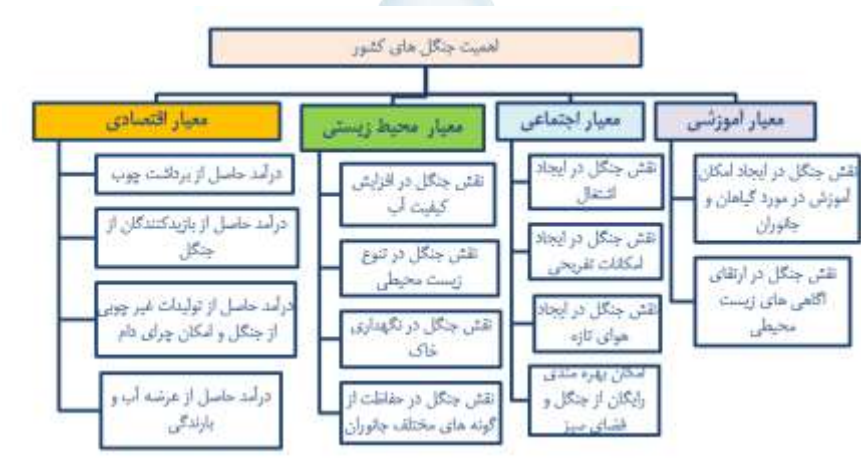 اهمیت جنگل های کشور
معیار آموزشی
نقش جنگل در ایجاد امکان
آموزش در مورد گیاهان و
جانوران
نقش جنگل در ارتقای
آگاهی های زیست
محیطی
معیار اجتماعی
نقش جنگل در ایجاد
اشتغال
نقش جنگل در ایجاد
امکانات تفریحی
نقش جنگل در ایجاد
هوای تازه
امکان بهره مندی
رایگان از جنگل و
فضای سبز
معیار محیط زیستی
نقش جنگل در افزایش
کیفیت آب
نقش جنگل در تنوع
زیست محیطی
نقش جنگل در نگهداری
خاک
نقش جنگل در حفاظت از
گونه های مختلف جانوران
معیار اقتصادی
درآمد حاصل از برداشت چوب
درآمد حاصل از بازیدکنندگان از
جنگل
درآمد حاصل از تولیدات غیر چوبی
از جنگل و امکان چرای دام
درآمد حاصل از عرضه آب و
بارندگی